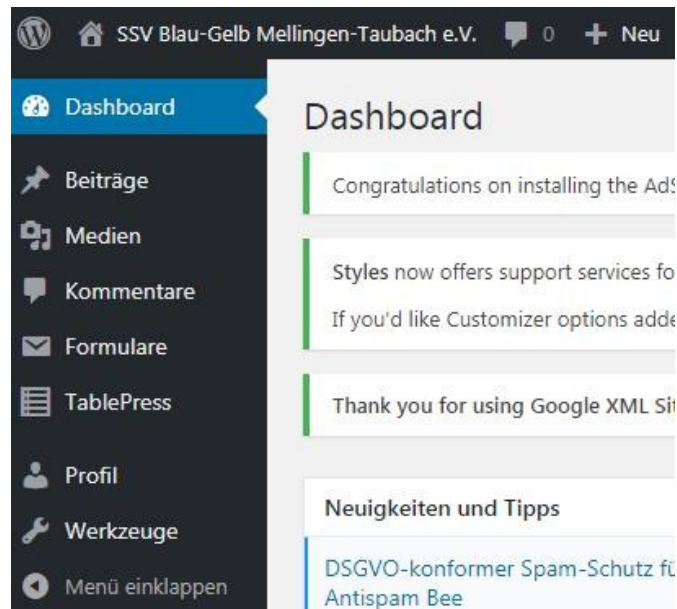 SSV Blau-Gelb Mellingen-Taubach e.V. 0 Neu
Dashboard
Beiträge
Medien
Kommentare
Formulare
TablePress
Profil
Werkzeuge
Menü einklappen
Dashboard
Congratulations on installing the AdS
Styles now offers support services fo
If you'd like Customizer options adde
Thank you for using Google XML Sit
Neuigkeiten und Tipps
DSGVO-konformer Spam-Schutz fü
Antispam Bee